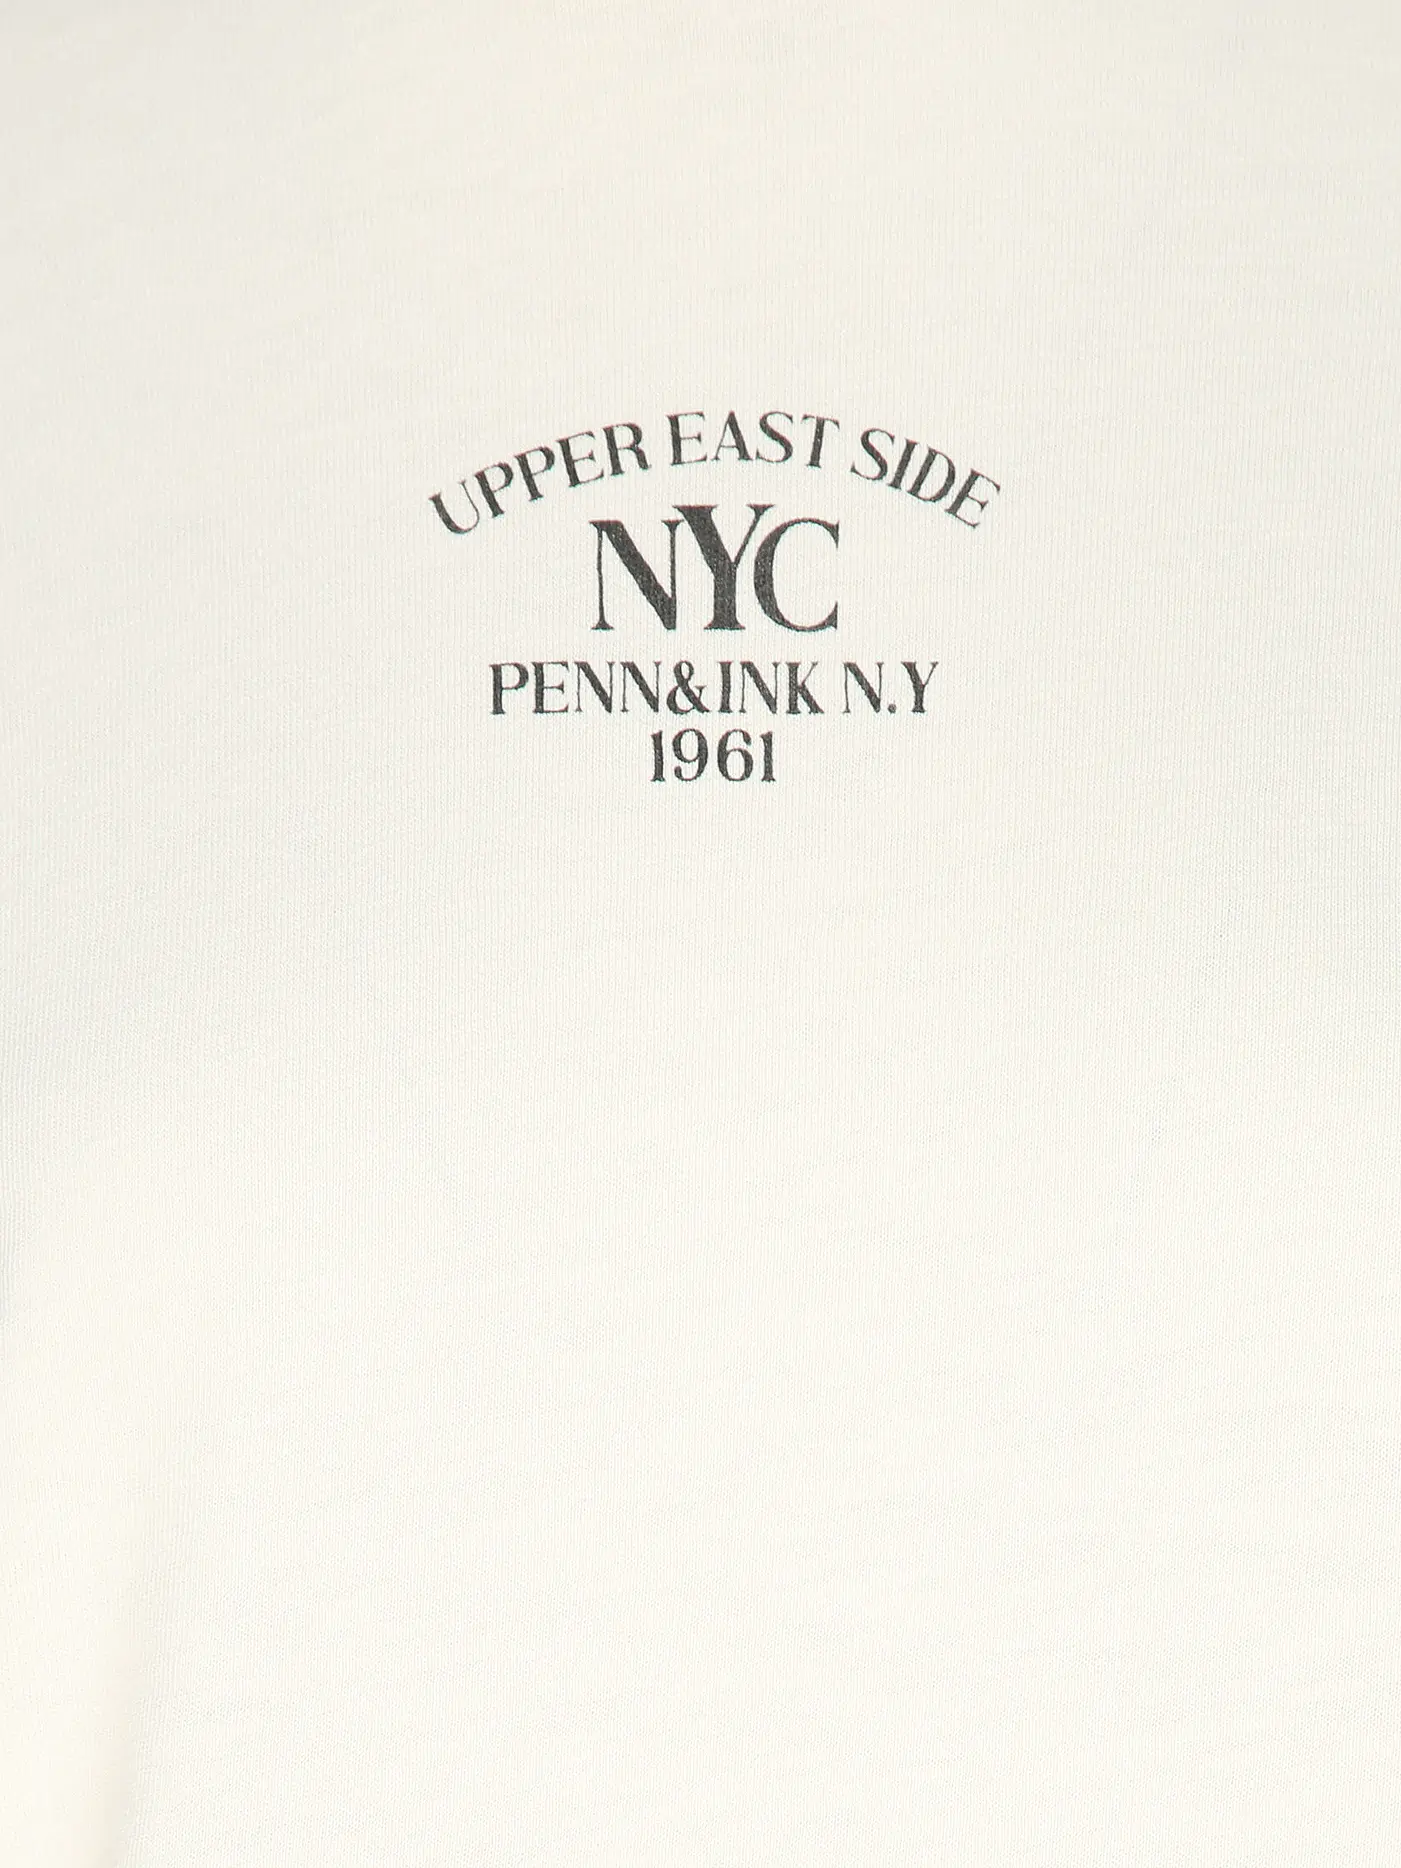 UPPER EAST SIDE
NYC
PENN&INK N.Y
1961